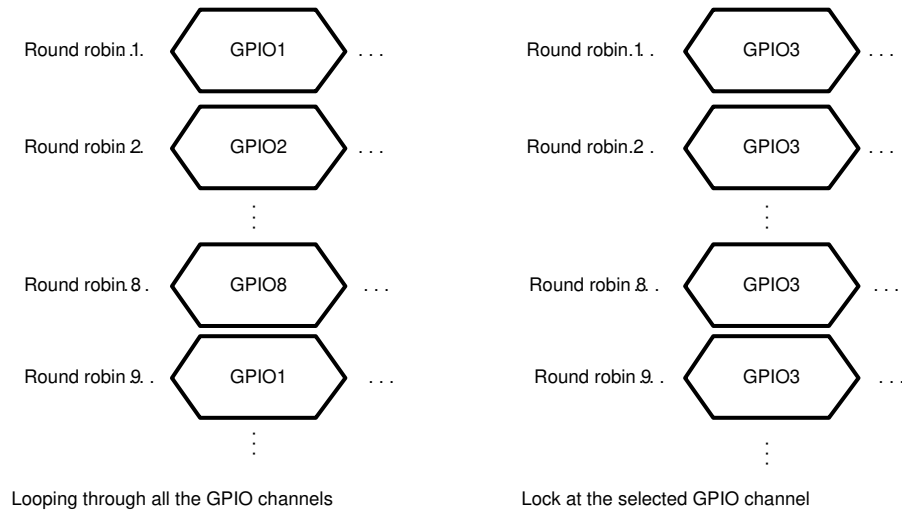 Round robin 1. . . GPIO1 . . . Round robin 1. . . GPIO3 . . .
Round robin 2. . . GPIO2 . . . Round robin 2 . . . GPIO3 . . .
Round robin 8 . . . GPIO8 . . . Round robin 8. . . GPIO3 . . .
Round robin 9. . . GPIO1 . . . Round robin 9. . . GPIO3 . . .
Looping through all the GPIO channels
Lock at the selected GPIO channel